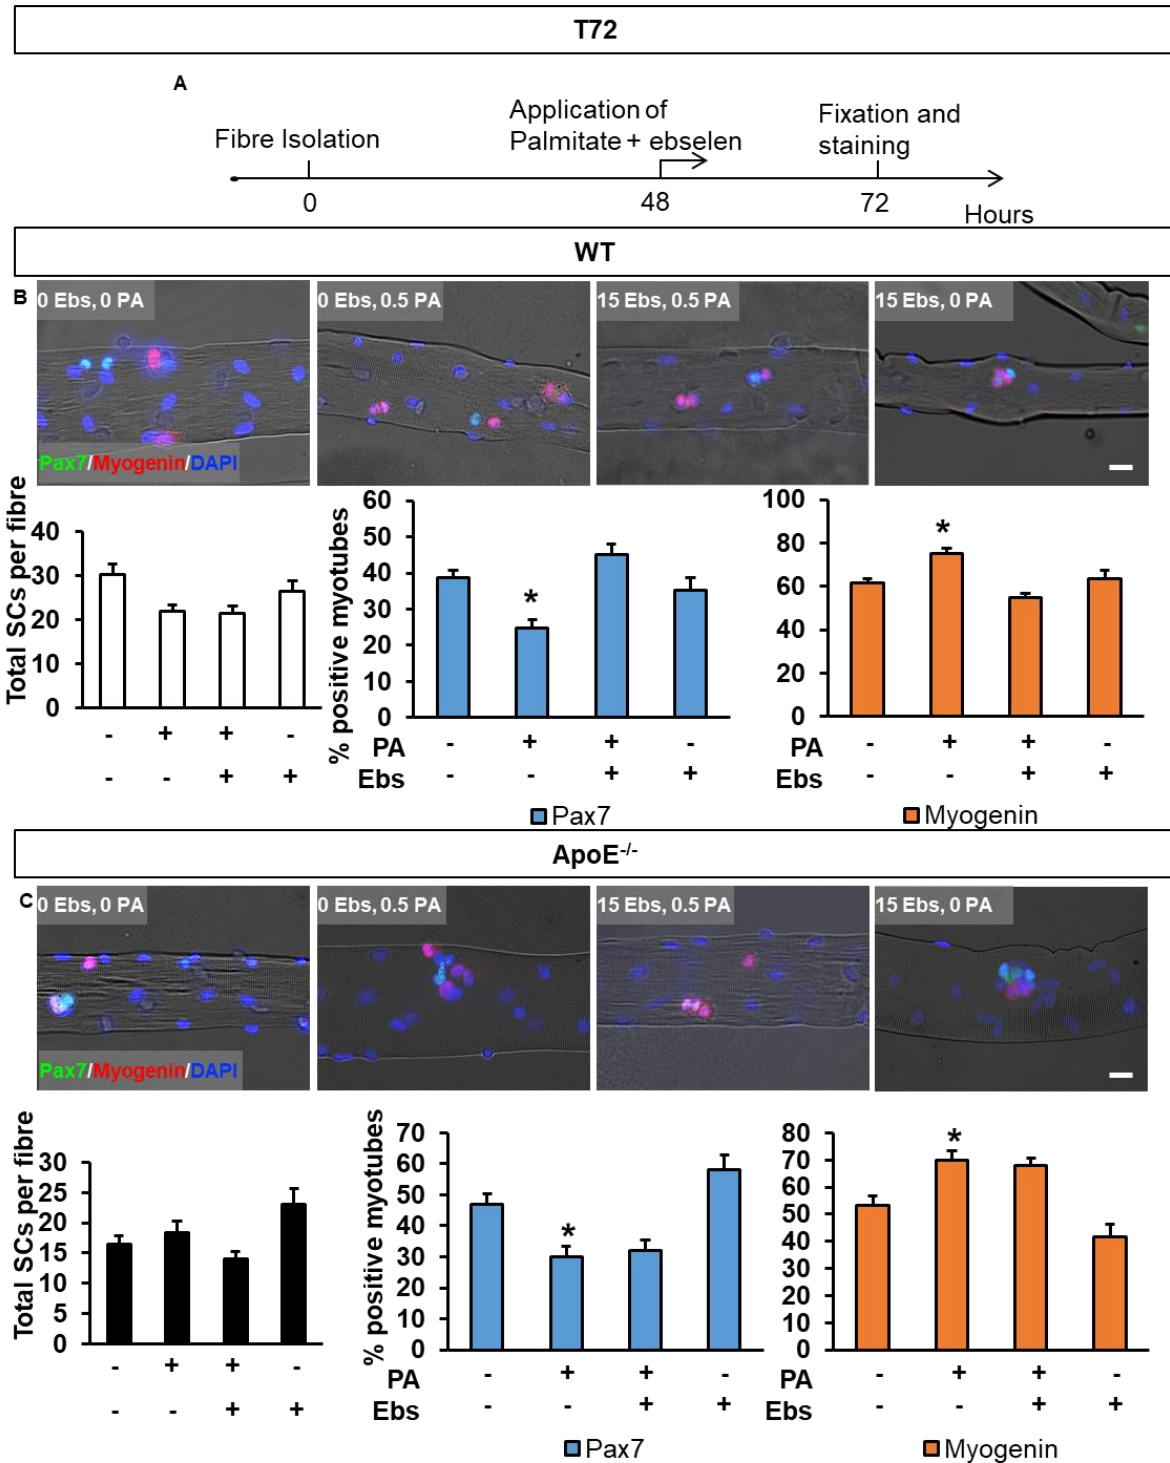 T72
A
Fibre Isolation
Application of
Palmitate + ebselen
Fixation and
staining
0
48
72
Hours
WT
B
0 Ebs, 0 PA
0 Ebs, 0.5 PA
15 Ebs, 0.5 PA
15 Ebs, 0 PA
Pax7/Myogenin/DAPI
Total SCs per fibre
40
30
20
10
0
- + + -
- - + +
% positive myotubes
60
50
40
30
20
10
0
*
PA - + + -
Ebs - - + +
Pax7
100
80
60
40
20
0
*
PA - + + -
Ebs - - + +
Myogenin
ApoE-/-
C
0 Ebs, 0 PA
0 Ebs, 0.5 PA
15 Ebs, 0.5 PA
15 Ebs, 0 PA
Pax7/Myogenin/DAPI
Total SCs per fibre
30
25
20
15
10
5
0
- + + -
- - + +
% positive myotubes
70
60
50
40
30
20
10
0
*
PA - + + -
Ebs - - + +
Pax7
80
70
60
50
40
30
20
10
0
*
PA - + + -
Ebs - - + +
Myogenin